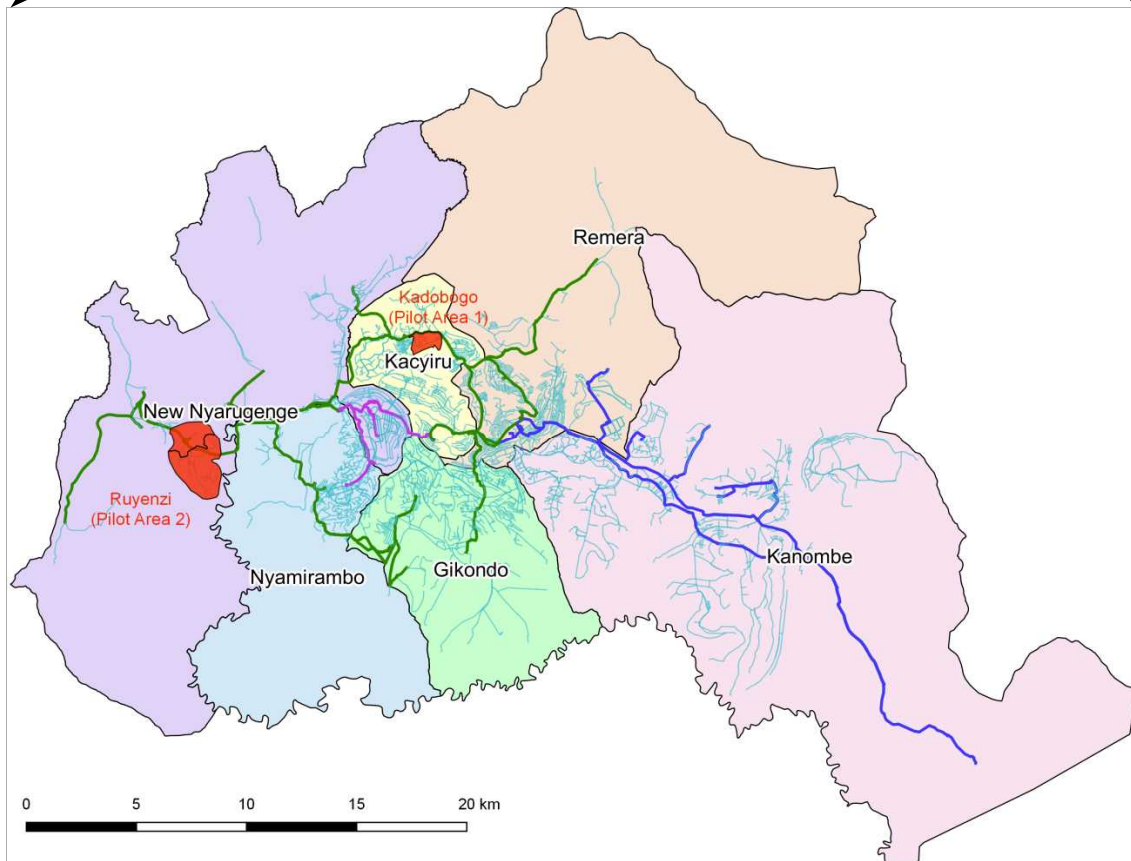 Remera
Kadobogo
(Pilot Area 1)
Kacyiru
New Nyarugenge
Ruyenzi
(Pilot Area 2)
Nyamirambo
Gikondo
Kanombe
0 5 10 15 20 km